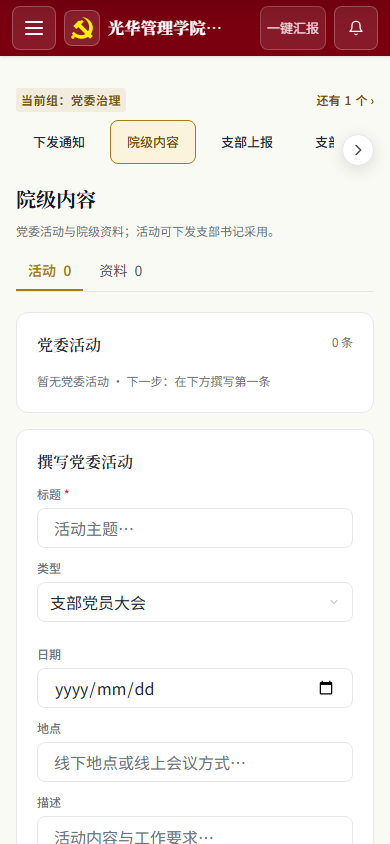 光华管理学院…
一键汇报
当前组：党委治理
还有 1 个 ›
下发通知
院级内容
支部上报
院级内容
党委活动与院级资料；活动可下发支部书记采用。
活动 0
资料 0
党委活动
0 条
暂无党委活动 · 下一步：在下方撰写第一条
撰写党委活动
标题 *
活动主题…
类型
支部党员大会
日期
yyyy/mm/dd
地点
线下地点或线上会议方式…
描述
活动内容与工作要求…